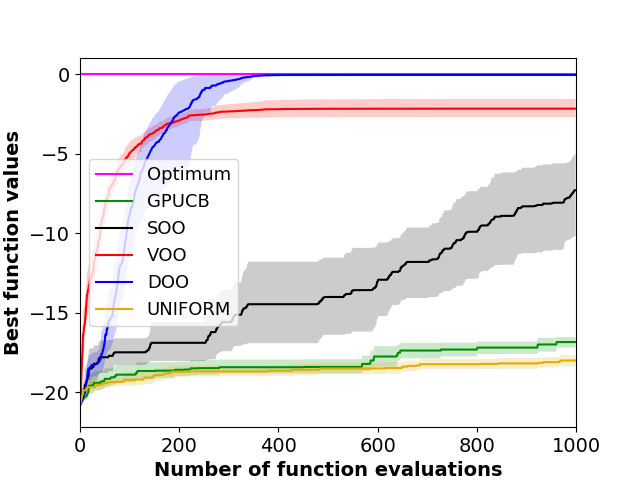 0
−5
−10
−15
−20
Best function values
Optimum
GPUCB
SOO
VOO
DOO
UNIFORM
0 200 400 600 800 1000
Number of function evaluations